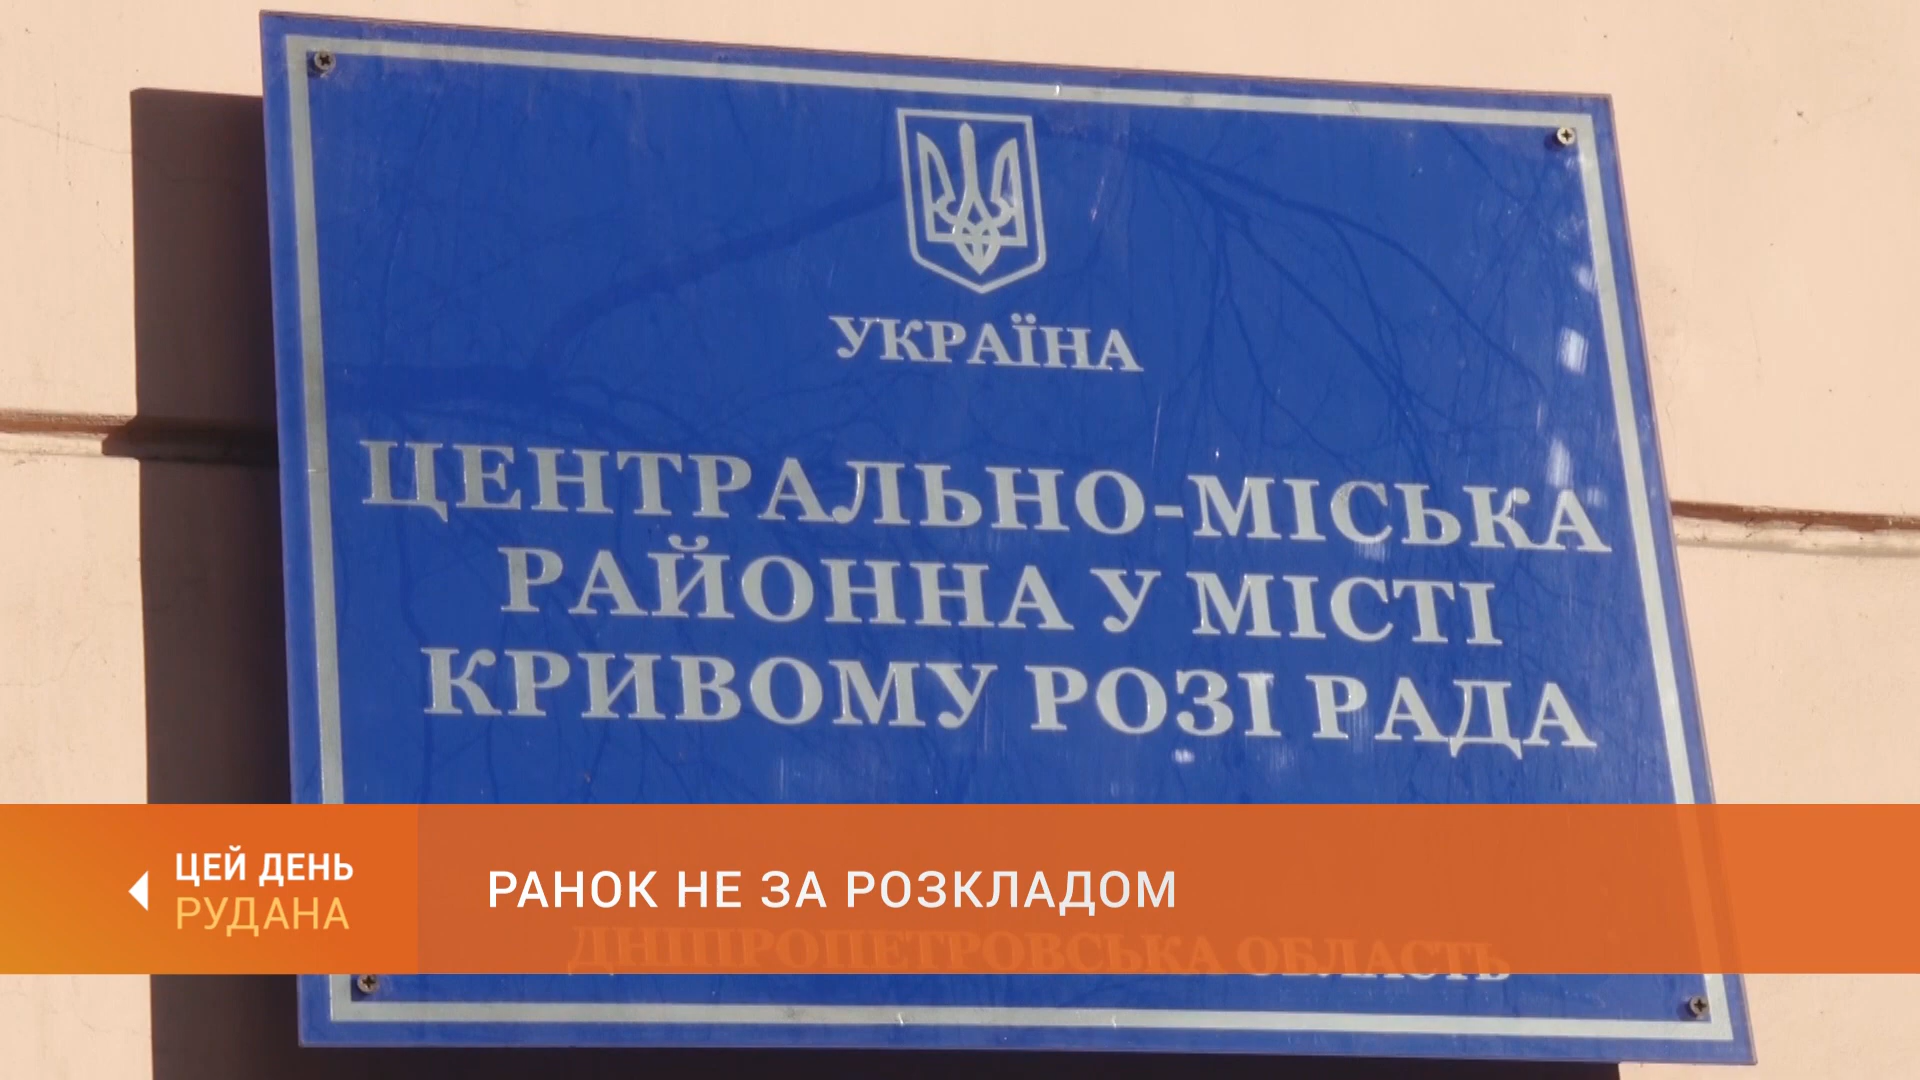 УКРАЇНА
ЦЕНТРАЛЬНО-МІСЬКА
РАЙОННА У МІСТІ
КРИВОМУ РОЗІ РАДА
ЦЕЙ ДЕНЬ
РУДАНА
РАНОК НЕ ЗА РОЗКЛАДОМ
ДНІПРОПЕТРОВСЬКА ОБЛАСТЬ